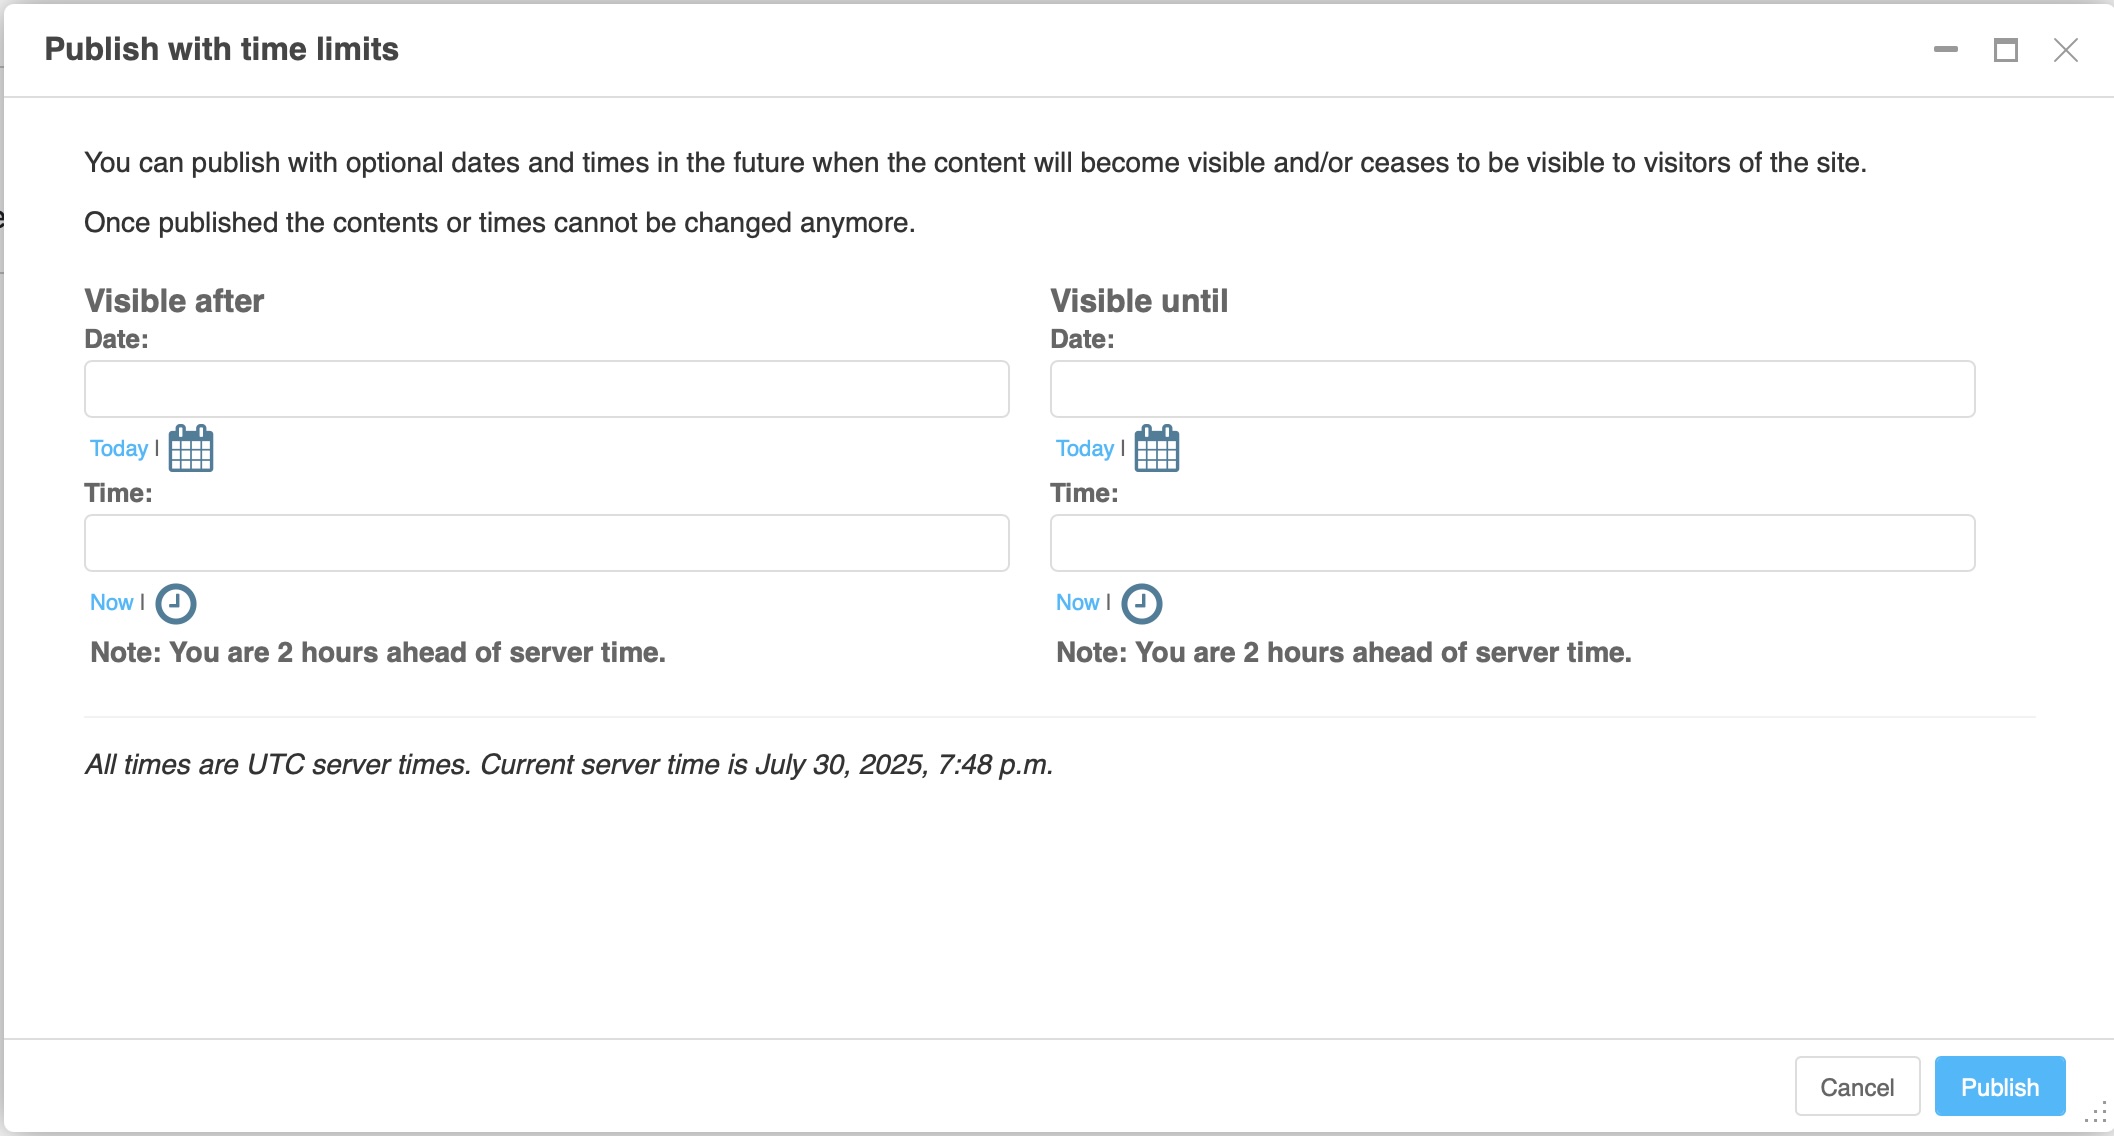 Publish with time limits
You can publish with optional dates and times in the future when the content will become visible and/or ceases to be visible to visitors of the site.
Once published the contents or times cannot be changed anymore.
Visible after
Date:
Today |
Time:
Now |
Note: You are 2 hours ahead of server time.
Visible until
Date:
Today |
Time:
Now |
Note: You are 2 hours ahead of server time.
All times are UTC server times. Current server time is July 30, 2025, 7:48 p.m.
Cancel
Publish